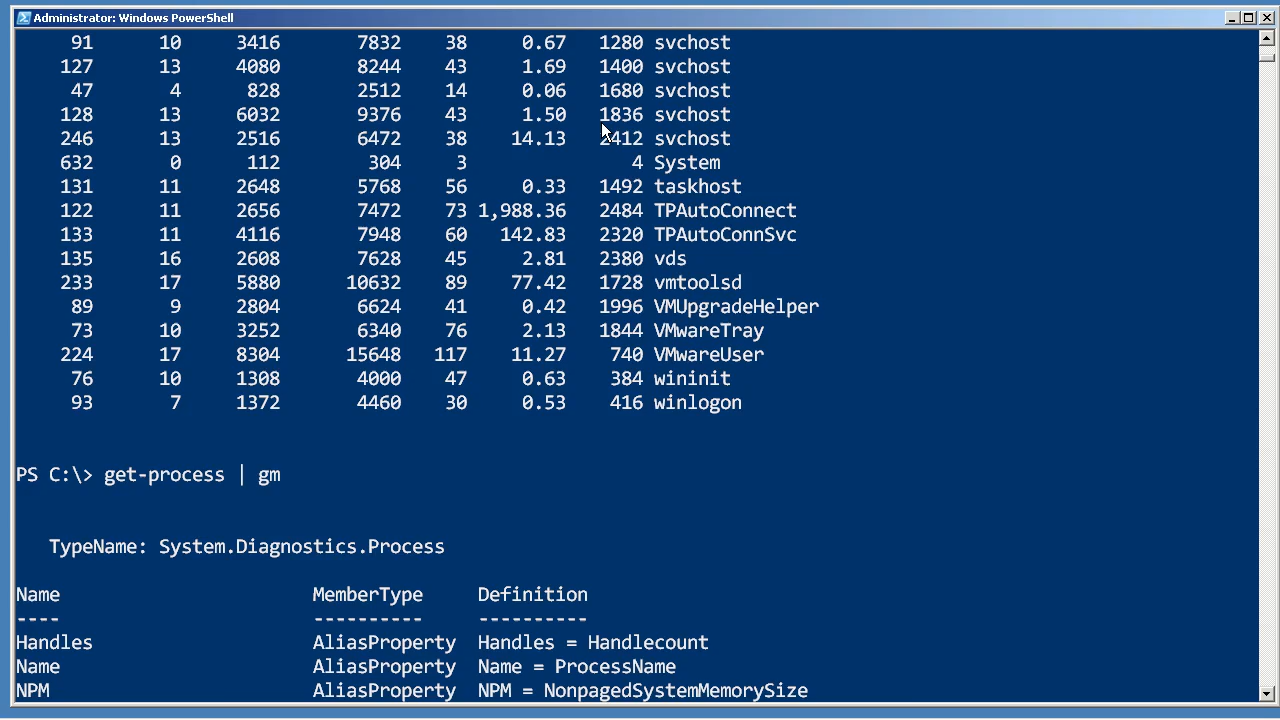 Administrator: Windows PowerShell
91 10 3416 7832 38 0.67 1280 svchost
127 13 4080 8244 43 1.69 1400 svchost
47 4 828 2512 14 0.06 1680 svchost
128 13 6032 9376 43 1.50 1836 svchost
246 13 2516 6472 38 14.13 2412 svchost
632 0 112 304 3 4 System
131 11 2648 5768 56 0.33 1492 taskhost
122 11 2656 7472 73 1,988.36 2484 TPAutoConnect
133 11 4116 7948 60 142.83 2320 TPAutoConnSvc
135 16 2608 7628 45 2.81 2380 vds
233 17 5880 10632 89 77.42 1728 vmtoolsd
89 9 2804 6624 41 0.42 1996 VMUpgradeHelper
73 10 3252 6340 76 2.13 1844 VMwareTray
224 17 8304 15648 117 11.27 740 VMwareUser
76 10 1308 4000 47 0.63 384 wininit
93 7 1372 4460 30 0.53 416 winlogon
PS C:\> get-process | gm
TypeName: System.Diagnostics.Process
Name MemberType Definition
---- ---------- ----------
Handles AliasProperty Handles = Handlecount
Name AliasProperty Name = ProcessName
NPM AliasProperty NPM = NonpagedSystemMemorySize